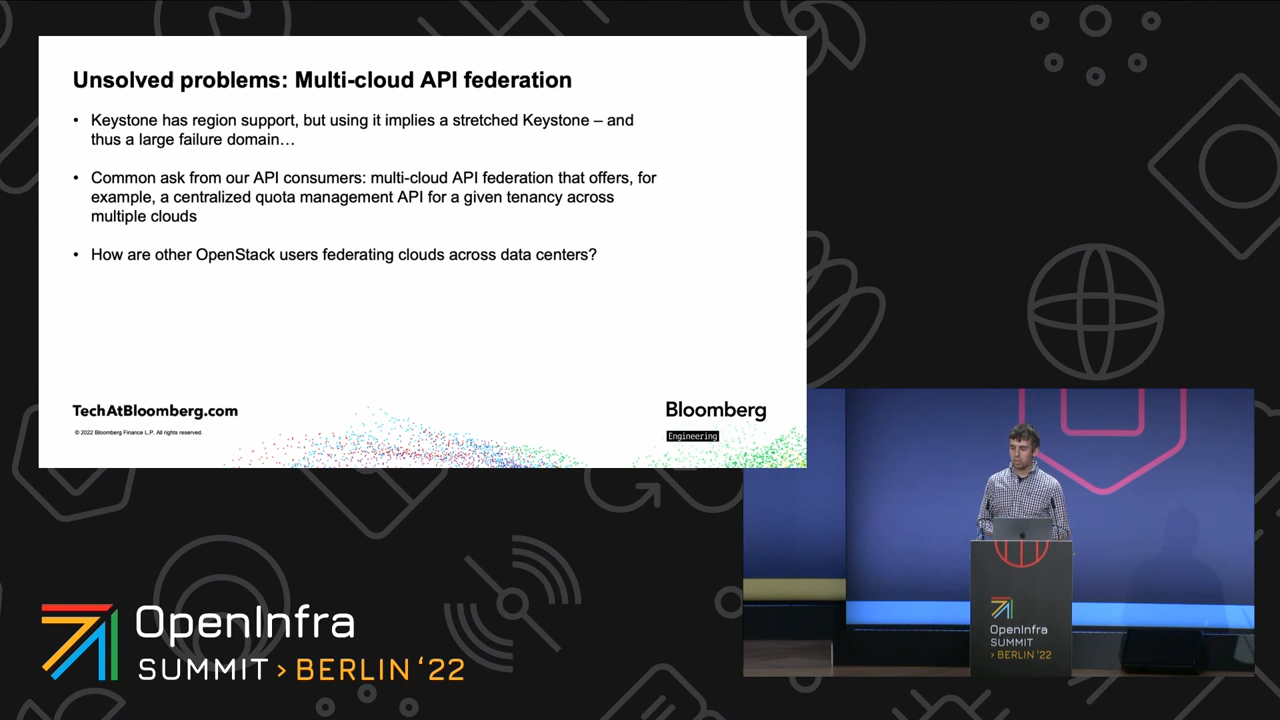 Unsolved problems: Multi-cloud API federation
• Keystone has region support, but using it implies a stretched Keystone – and
thus a large failure domain…
• Common ask from our API consumers: multi-cloud API federation that offers, for
example, a centralized quota management API for a given tenancy across
multiple clouds
• How are other OpenStack users federating clouds across data centers?
TechAtBloomberg.com
© 2022 Bloomberg Finance L.P. All rights reserved.
Bloomberg
Engineering
OpenInfra
SUMMIT > BERLIN '22
OpenInfra
SUMMIT
> BERLIN '22